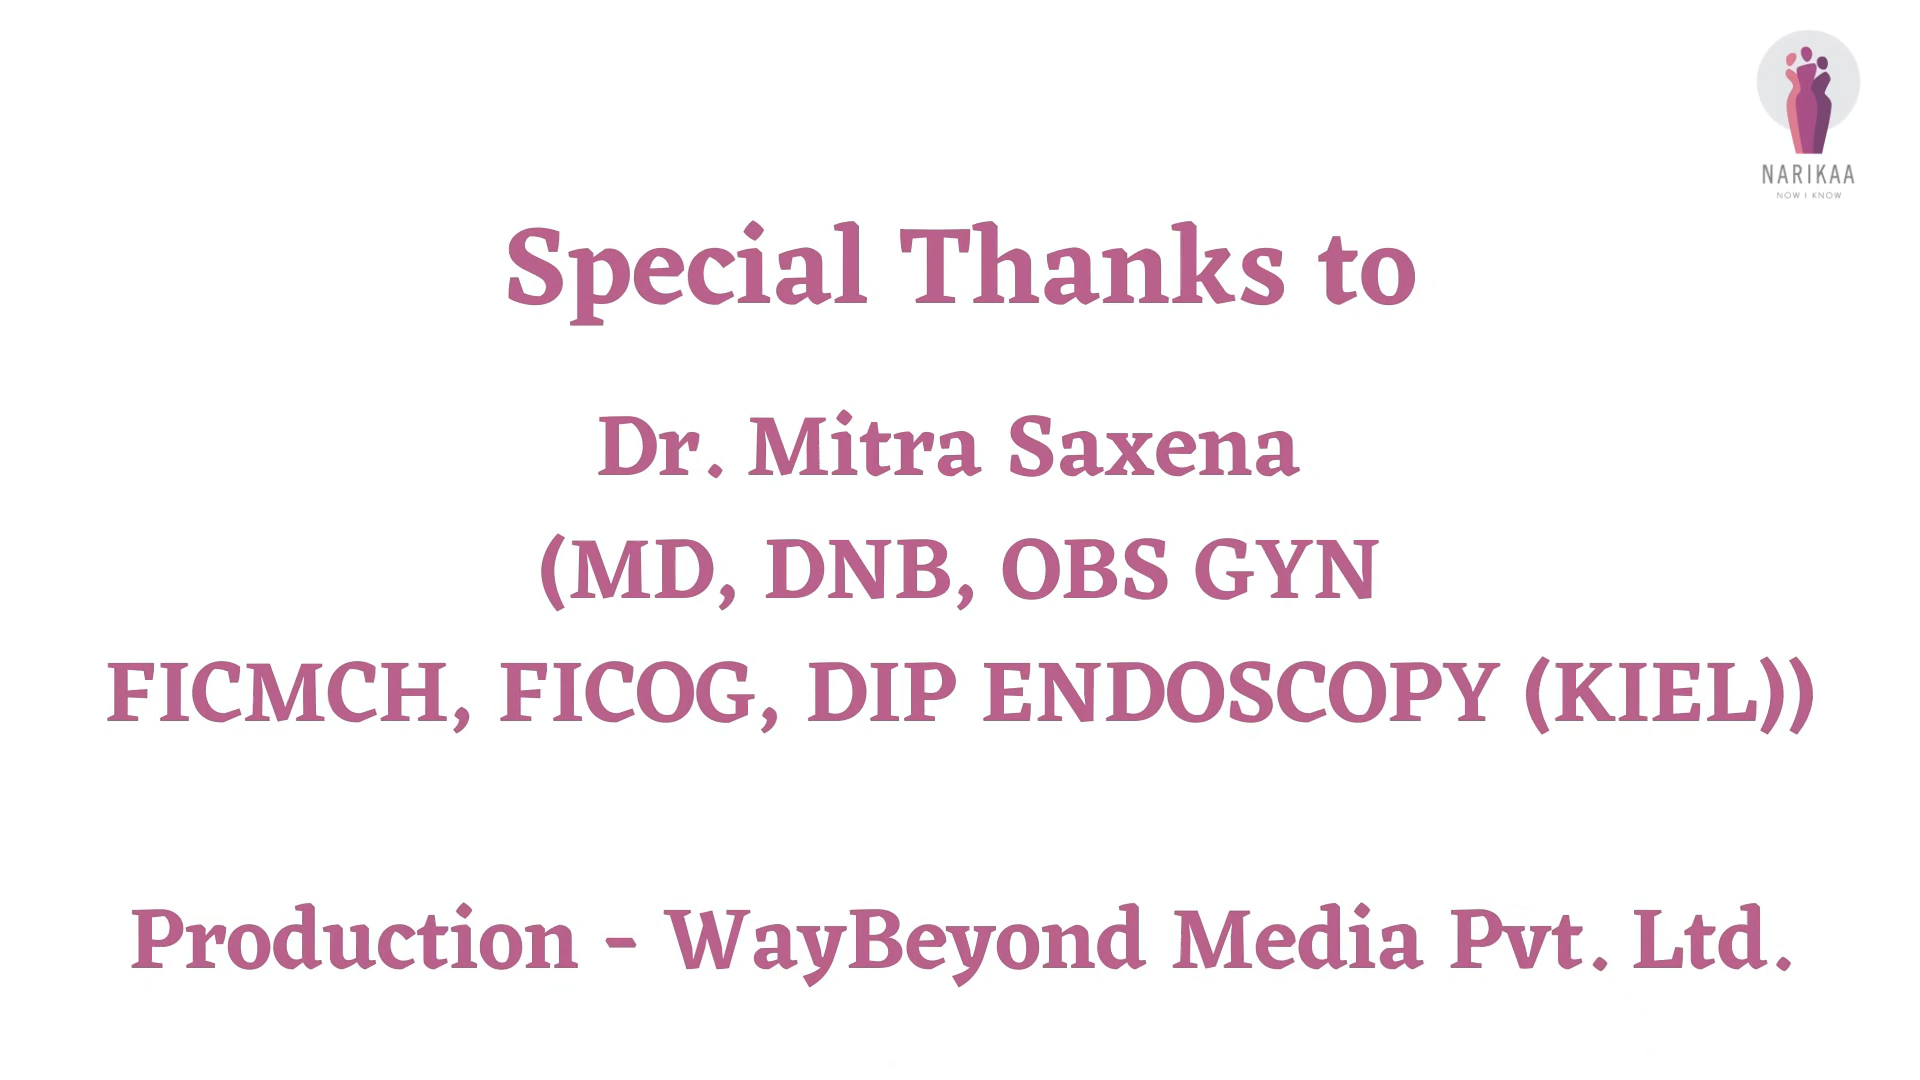 NARIKAA
NOW I KNOW
Special Thanks to
Dr. Mitra Saxena
(MD, DNB, OBS GYN
FICMCH, FICOG, DIP ENDOSCOPY (KIEL))
Production - WayBeyond Media Pvt. Ltd.